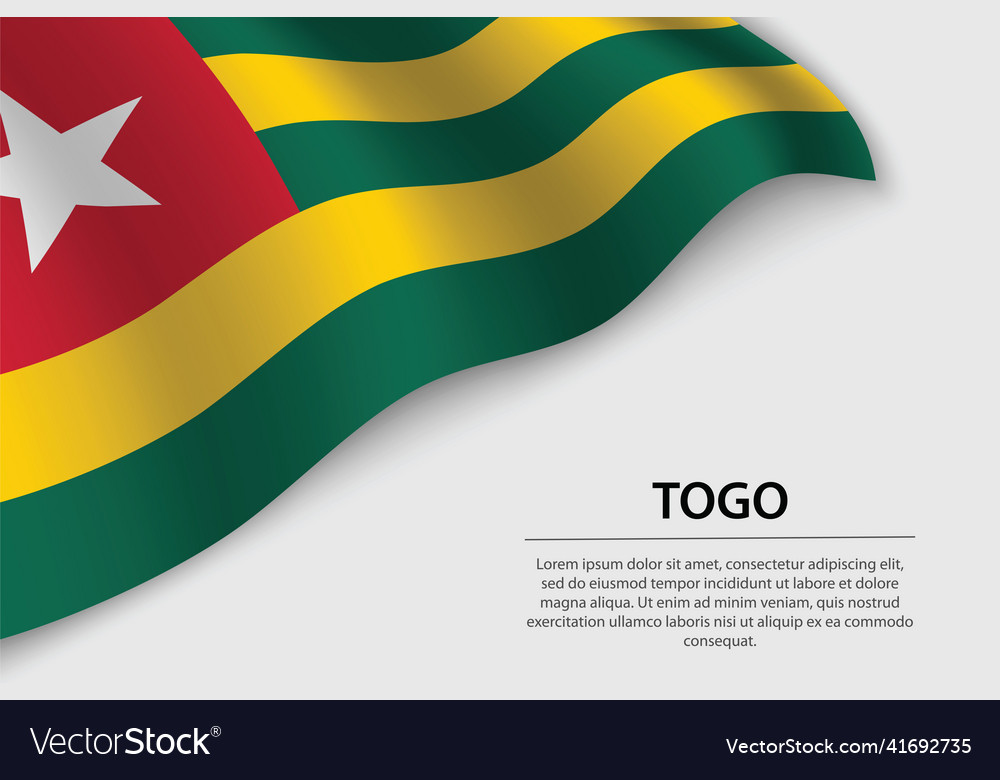 TOGO
Lorem ipsum dolor sit amet, consectetur adipiscing elit,
sed do eiusmod tempor incididunt ut labore et dolore
magna aliqua. Ut enim ad minim veniam, quis nostrud
exercitation ullamco laboris nisi ut aliquip ex ea commodo
consequat.
VectorStock®
VectorStock.com/41692735